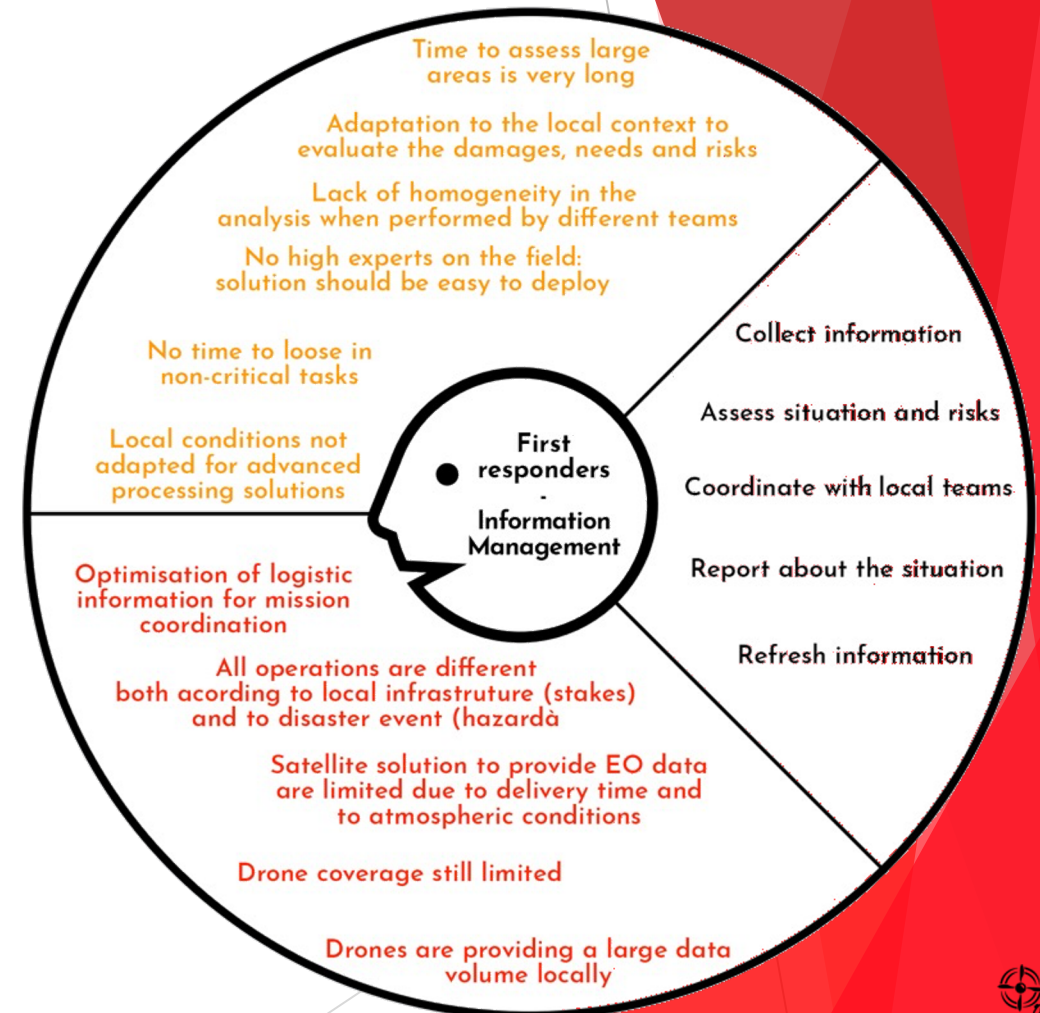 Time to assess large
areas is very long
Adaptation to the local context to
evaluate the damages, needs and risks
Lack of homogeneity in the
analysis when performed by different teams
No high experts on the field:
solution should be easy to deploy
No time to loose in
non-critical tasks
Local conditions not
adapted for advanced
processing solutions
First
responders
-
Information
Management
Collect information
Assess situation and risks
Coordinate with local teams
Report about the situation
Refresh information
Optimisation of logistic
information for mission
coordination
All operations are different
both acording to local infrastruture (stakes)
and to disaster event (hazardà
Satellite solution to provide EO data
are limited due to delivery time and
to atmospheric conditions
Drone coverage still limited
Drones are providing a large data
volume locally